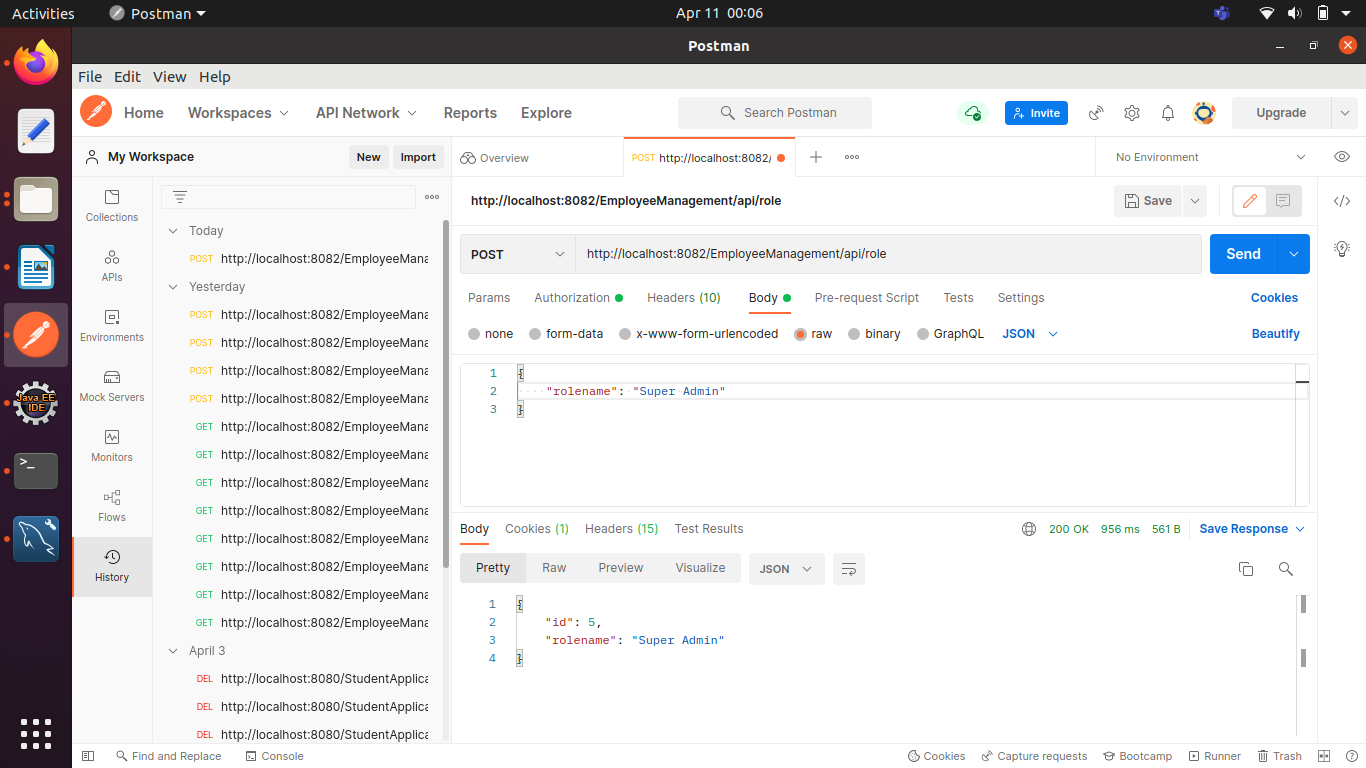 Activities Postman Apr 11 00:06
Postman
File Edit View Help
Home Workspaces API Network Reports Explore Search Postman Invite Upgrade
My Workspace New Import Overview POST http://localhost:8082/ No Environment
Collections
APIs
Environments
Mock Servers
Monitors
Flows
History
Today
POST http://localhost:8082/EmployeeMana
Yesterday
POST http://localhost:8082/EmployeeMana
POST http://localhost:8082/EmployeeMana
POST http://localhost:8082/EmployeeMana
POST http://localhost:8082/EmployeeMana
GET http://localhost:8082/EmployeeMana
GET http://localhost:8082/EmployeeMana
GET http://localhost:8082/EmployeeMana
GET http://localhost:8082/EmployeeMana
GET http://localhost:8082/EmployeeMana
GET http://localhost:8082/EmployeeMana
GET http://localhost:8082/EmployeeMana
GET http://localhost:8082/EmployeeMana
April 3
DEL http://localhost:8080/StudentApplica
DEL http://localhost:8080/StudentApplica
DEL http://localhost:8080/StudentApplica
http://localhost:8082/EmployeeManagement/api/role Save
POST http://localhost:8082/EmployeeManagement/api/role Send
Params Authorization Headers (10) Body Pre-request Script Tests Settings Cookies
none form-data x-www-form-urlencoded raw binary GraphQL JSON Beautify
1 {
2 "rolename": "Super Admin"
3 }
Body Cookies (1) Headers (15) Test Results 200 OK 956 ms 561 B Save Response
Pretty Raw Preview Visualize JSON
1 {
2 "id": 5,
3 "rolename": "Super Admin"
4 }
Java EE
IDE
Find and Replace Console Cookies Capture requests Bootcamp Runner Trash